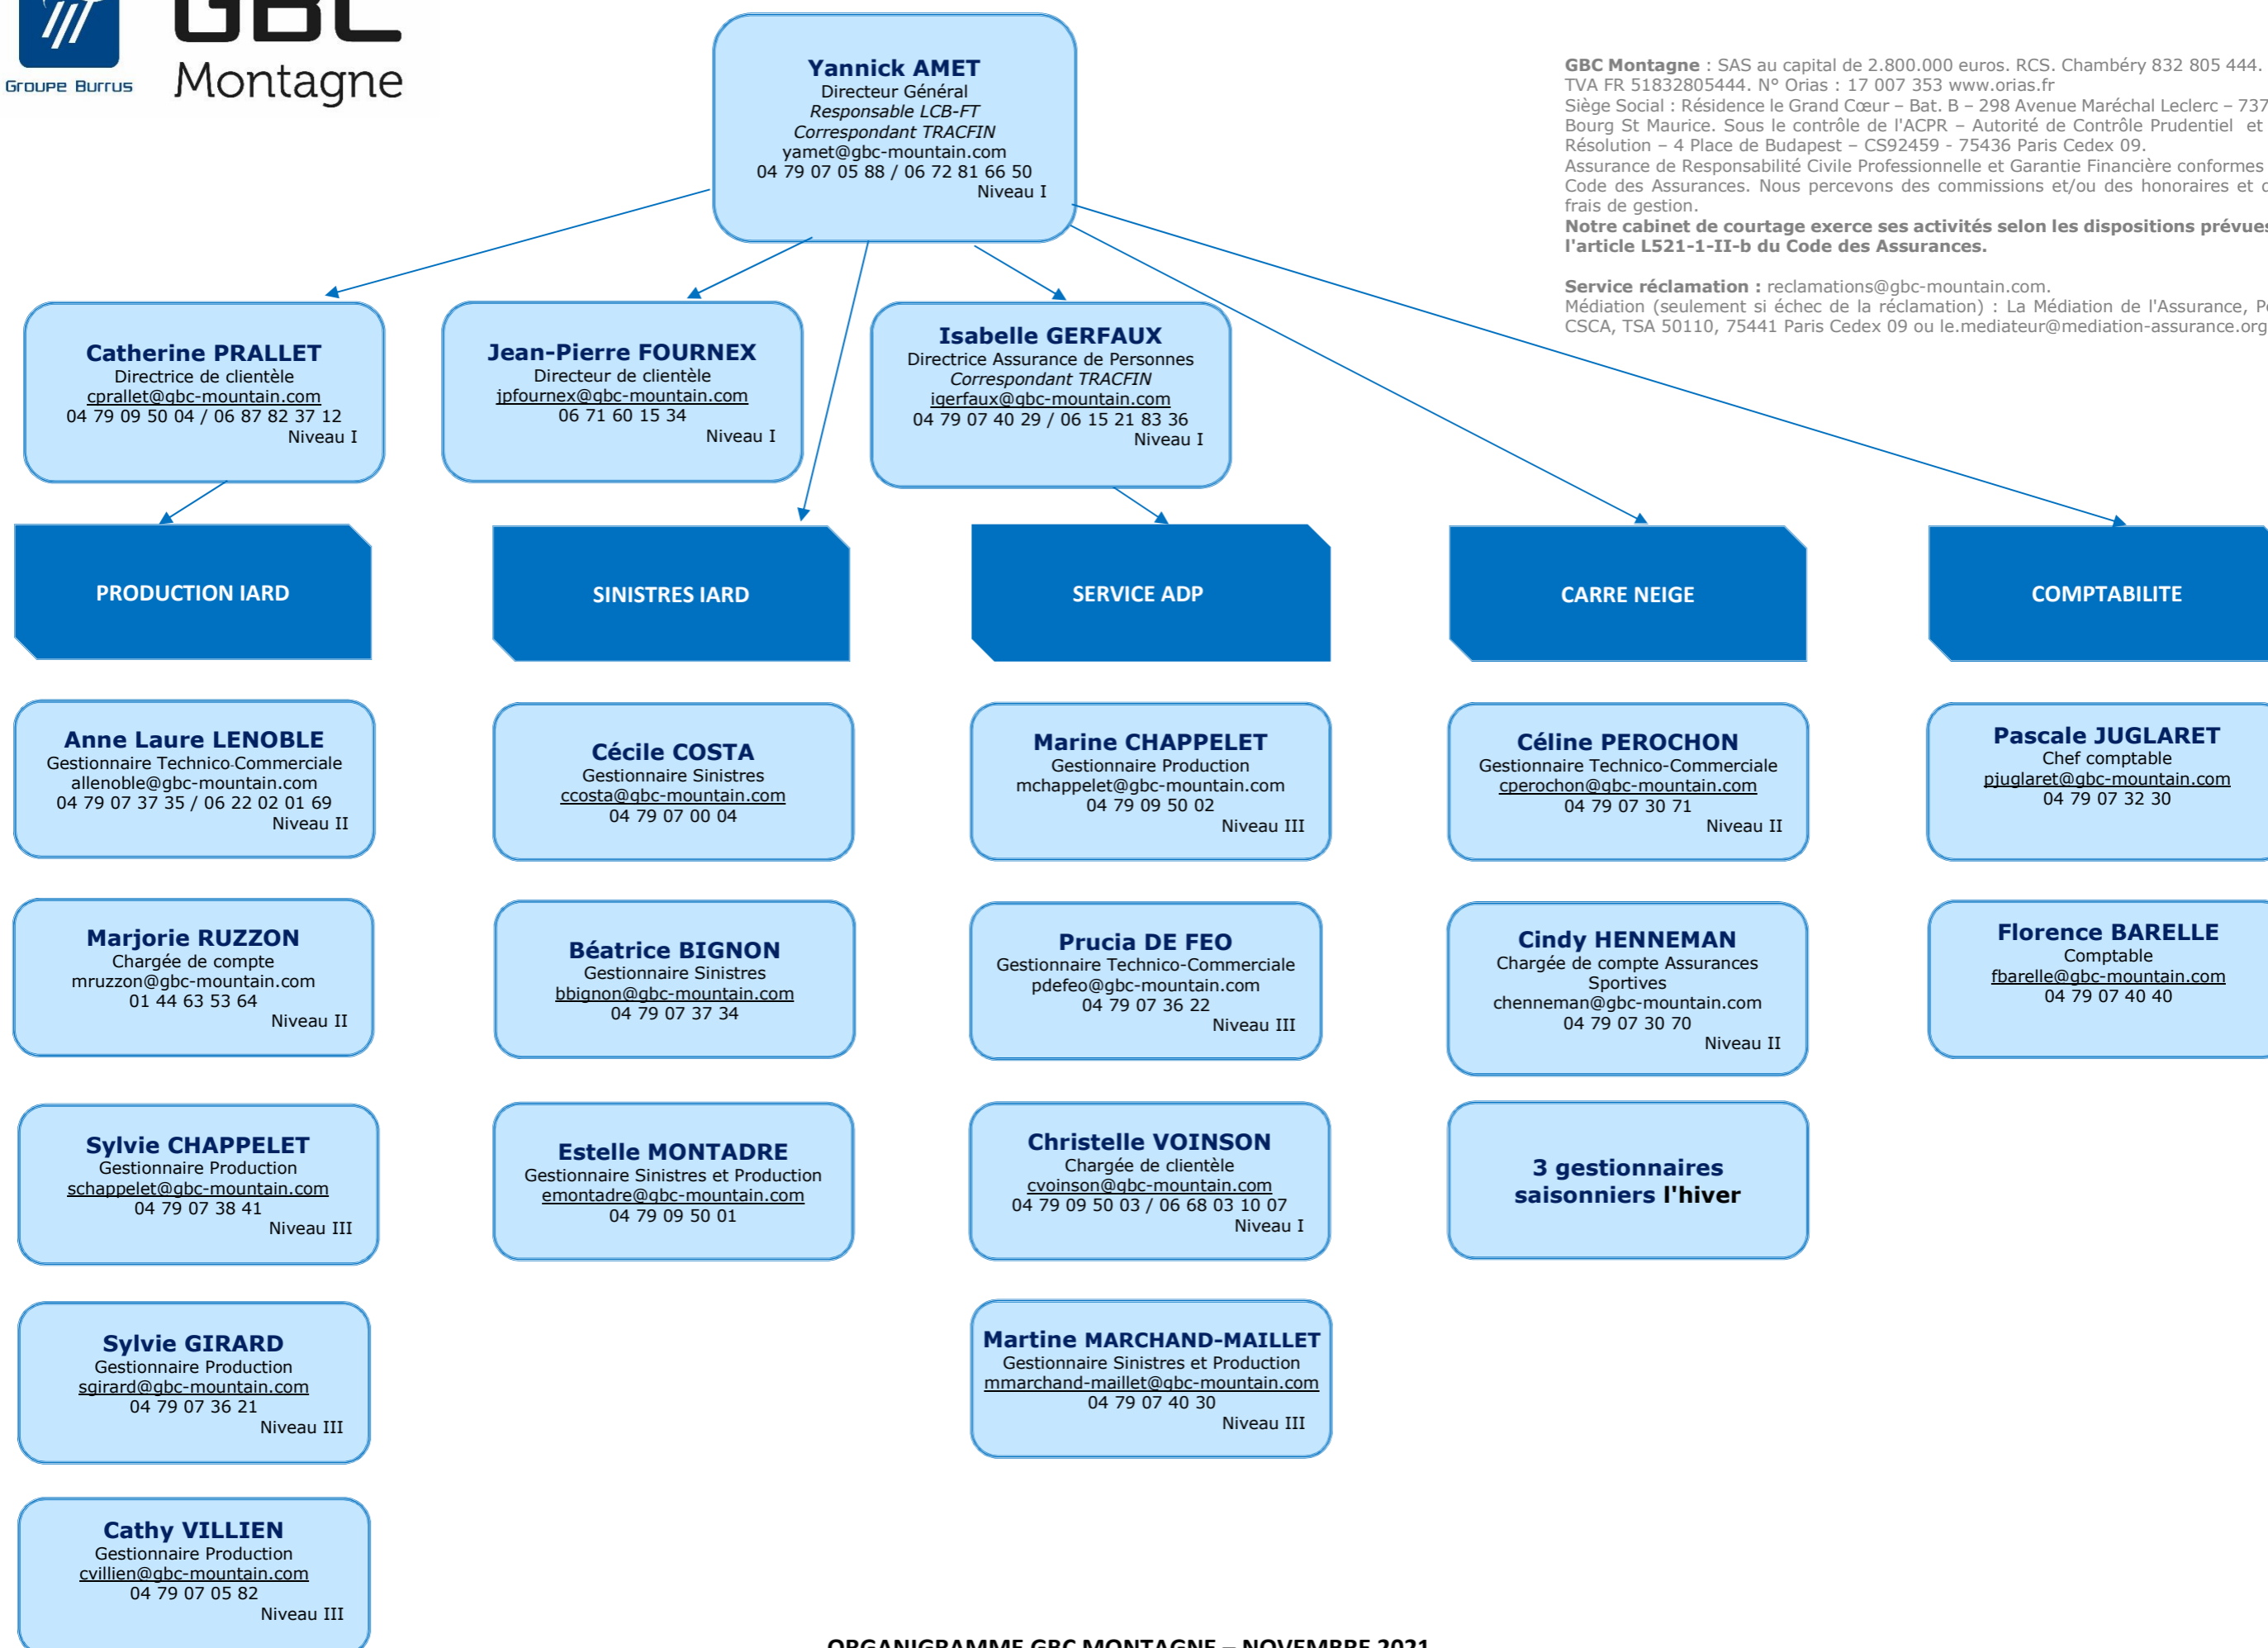 GBC
Groupe Burrus
Montagne
Yannick AMET
Directeur Général
Responsable LCB-FT
Correspondant TRACFIN
yamet@gbc-mountain.com
04 79 07 05 88 / 06 72 81 66 50
Niveau I
GBC Montagne : SAS au capital de 2.800.000 euros. RCS. Chambéry 832 805 444.
TVA FR 51832805444. N° Orias : 17 007 353 www.orias.fr
Siège Social : Résidence le Grand Cœur – Bat. B – 298 Avenue Maréchal Leclerc – 737
Bourg St Maurice. Sous le contrôle de l'ACPR – Autorité de Contrôle Prudentiel et
Résolution – 4 Place de Budapest – CS92459 - 75436 Paris Cedex 09.
Assurance de Responsabilité Civile Professionnelle et Garantie Financière conformes
Code des Assurances. Nous percevons des commissions et/ou des honoraires et
frais de gestion.
Notre cabinet de courtage exerce ses activités selon les dispositions prévues
l'article L521-1-II-b du Code des Assurances.
Service réclamation : reclamations@gbc-mountain.com.
Médiation (seulement si échec de la réclamation) : La Médiation de l'Assurance,
CSCA, TSA 50110, 75441 Paris Cedex 09 ou le.mediateur@mediation-assurance.org
Catherine PRALLET
Directrice de clientèle
cprallet@gbc-mountain.com
04 79 09 50 04 / 06 87 82 37 12
Niveau I
Jean-Pierre FOURNEX
Directeur de clientèle
jpfournex@gbc-mountain.com
06 71 60 15 34
Niveau I
Isabelle GERFAUX
Directrice Assurance de Personnes
Correspondant TRACFIN
igerfaux@gbc-mountain.com
04 79 07 40 29 / 06 15 21 83 36
Niveau I
PRODUCTION IARD
SINISTRES IARD
SERVICE ADP
CARRE NEIGE
COMPTABILITE
Anne Laure LENOBLE
Gestionnaire Technico-Commerciale
allenoble@gbc-mountain.com
04 79 07 37 35 / 06 22 02 01 69
Niveau II
Cécile COSTA
Gestionnaire Sinistres
ccosta@gbc-mountain.com
04 79 07 00 04
Marine CHAPPELET
Gestionnaire Production
mchappelet@gbc-mountain.com
04 79 09 50 02
Niveau III
Céline PEROCHON
Gestionnaire Technico-Commerciale
cperochon@gbc-mountain.com
04 79 07 30 71
Niveau II
Pascale JUGLARET
Chef comptable
pjuglaret@gbc-mountain.com
04 79 07 32 30
Marjorie RUZZON
Chargée de compte
mruzzon@gbc-mountain.com
01 44 63 53 64
Niveau II
Béatrice BIGNON
Gestionnaire Sinistres
bbignon@gbc-mountain.com
04 79 07 37 34
Prucia DE FEO
Gestionnaire Technico-Commerciale
pdefeo@gbc-mountain.com
04 79 07 36 22
Niveau III
Cindy HENNEMAN
Chargée de compte Assurances
Sportives
chenneman@gbc-mountain.com
04 79 07 30 70
Niveau II
Florence BARELLE
Comptable
fbarelle@gbc-mountain.com
04 79 07 40 40
Sylvie CHAPPELET
Gestionnaire Production
schappelet@gbc-mountain.com
04 79 07 38 41
Niveau III
Estelle MONTADRE
Gestionnaire Sinistres et Production
emontadre@gbc-mountain.com
04 79 09 50 01
Christelle VOINSON
Chargée de clientèle
cvoinson@gbc-mountain.com
04 79 09 50 03 / 06 68 03 10 07
Niveau I
3 gestionnaires
saisonniers l'hiver
Sylvie GIRARD
Gestionnaire Production
sgirard@gbc-mountain.com
04 79 07 36 21
Niveau III
Martine MARCHAND-MAILLET
Gestionnaire Sinistres et Production
mmarchand-maillet@gbc-mountain.com
04 79 07 40 30
Niveau III
Cathy VILLIEN
Gestionnaire Production
cvillien@gbc-mountain.com
04 79 07 05 82
Niveau III
ORGANIGRAMME GBC MONTAGNE – NOVEMBRE 2021